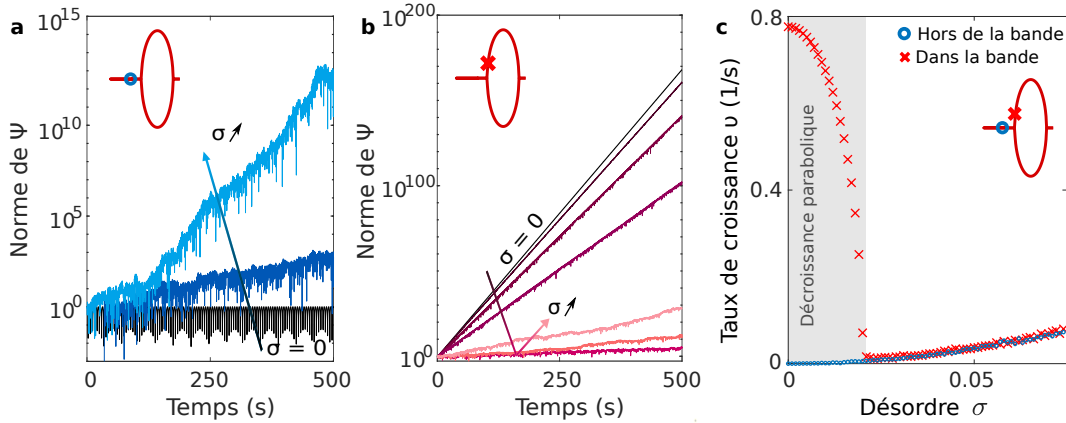 a
10^15
10^10
10^5
10^0
Norme de Ψ
σ↗
σ = 0
0
250
500
Temps (s)
b
10^200
10^100
10^0
Norme de Ψ
σ = 0
σ↗
0
250
500
Temps (s)
c
0.8
0.4
0
Taux de croissance υ (1/s)
Décroissance parabolique
Hors de la bande
Dans la bande
0
0.05
Désordre σ